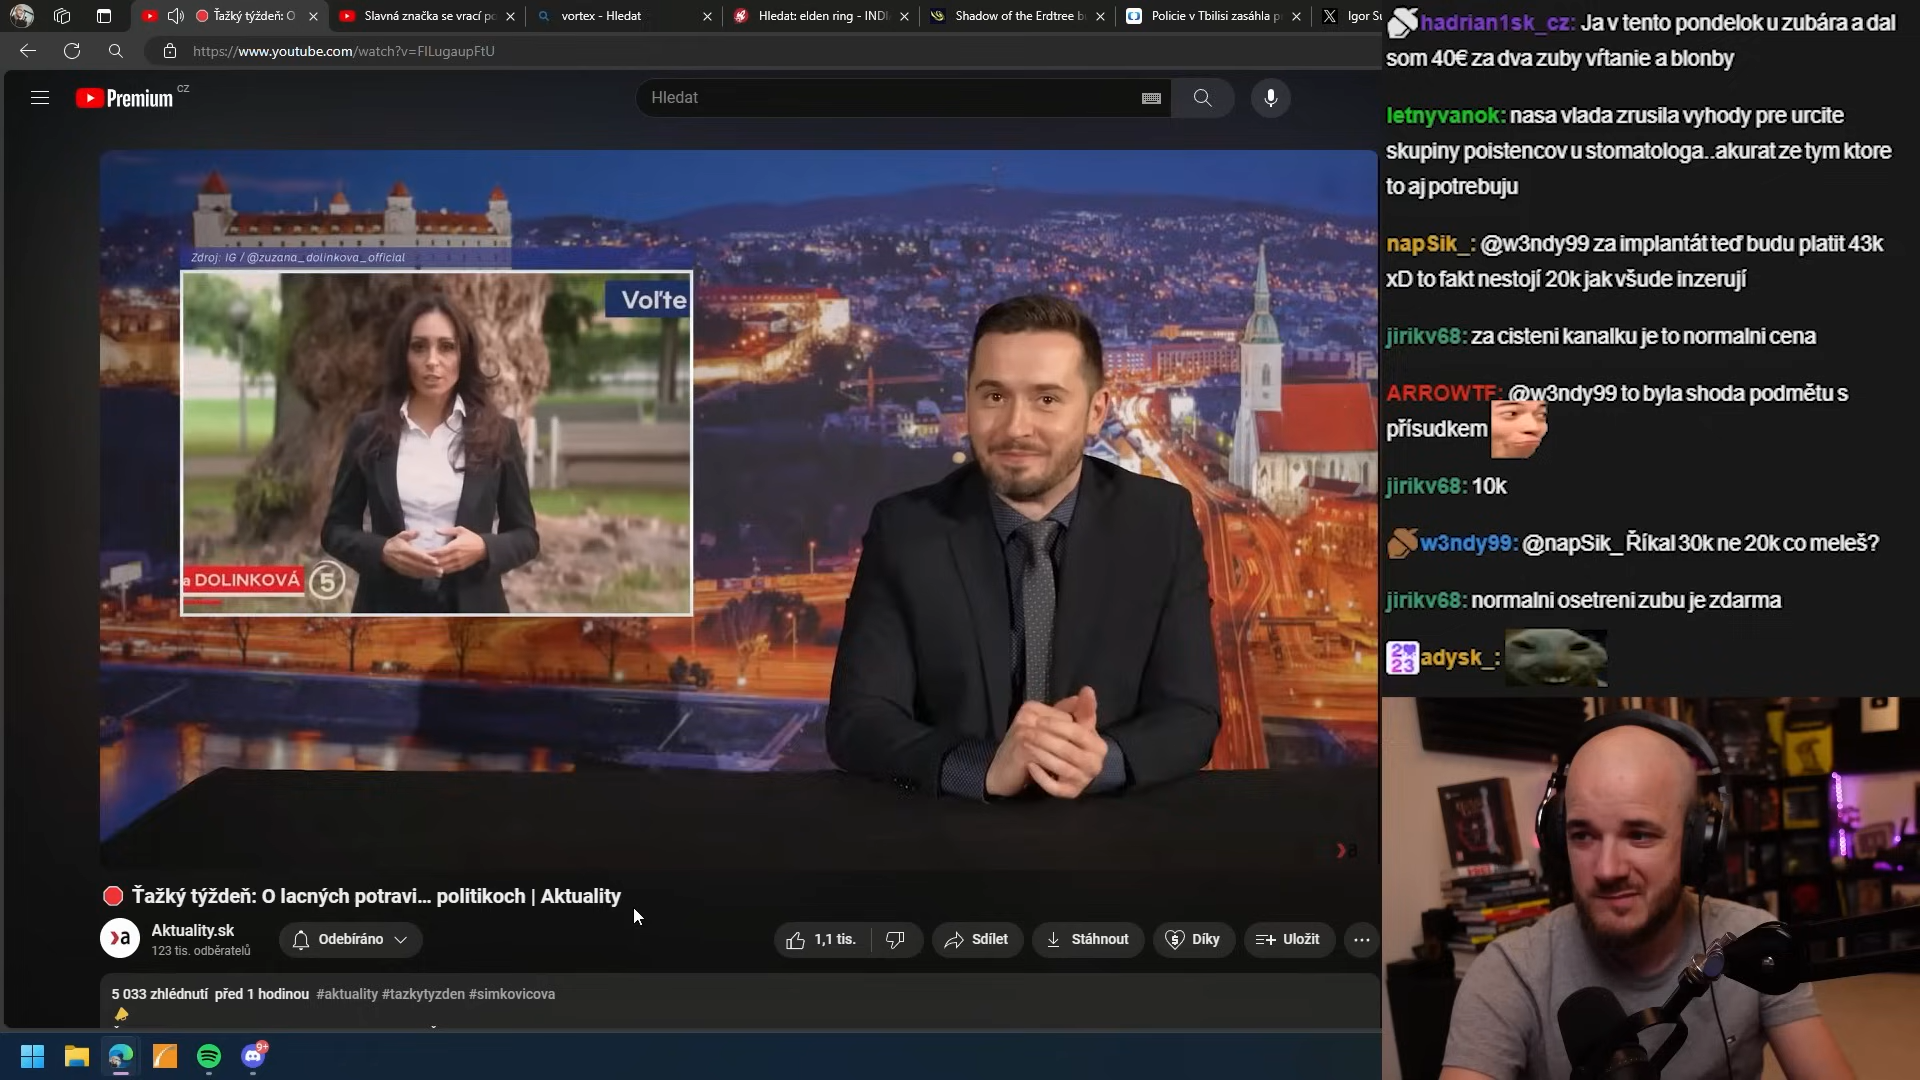 Ťažký týždeň: O
Slavná značka se vrací po
vortex - Hledat
Hledat: elden ring - INDI
Shadow of the Erdtree b
Policie v Tbilisi zasáhla p
Igor Su
https://www.youtube.com/watch?v=FILugaupFtU
Premium CZ
Hledat
Zdroj: IG / @zuzana_dolinkova_official
Voľte
a DOLINKOVÁ 5
Ťažký týždeň: O lacných potravi... politikoch | Aktuality
Aktuality.sk
123 tis. odběratelů
Odebíráno
1,1 tis.
Sdílet
Stáhnout
Díky
Uložit
5 033 zhlédnutí před 1 hodinou #aktuality #tazkytyzden #simkovicova
9+
hadrian1sk_cz: Ja v tento pondelok u zubára a dal
som 40€ za dva zuby vŕtanie a blonby
letnyvanok: nasa vlada zrusila vyhody pre urcite
skupiny poistencov u stomatologa..akurat ze tym ktore
to aj potrebuju
napSik_: @w3ndy99 za implantát teď budu platit 43k
xD to fakt nestojí 20k jak všude inzerují
jirikv68: za cisteni kanalku je to normalni cena
ARROWTF: @w3ndy99 to byla shoda podmětu s
přísudkem
jirikv68: 10k
w3ndy99: @napSik_ Říkal 30k ne 20k co meleš?
jirikv68: normalni osetreni zubu je zdarma
adysk_: